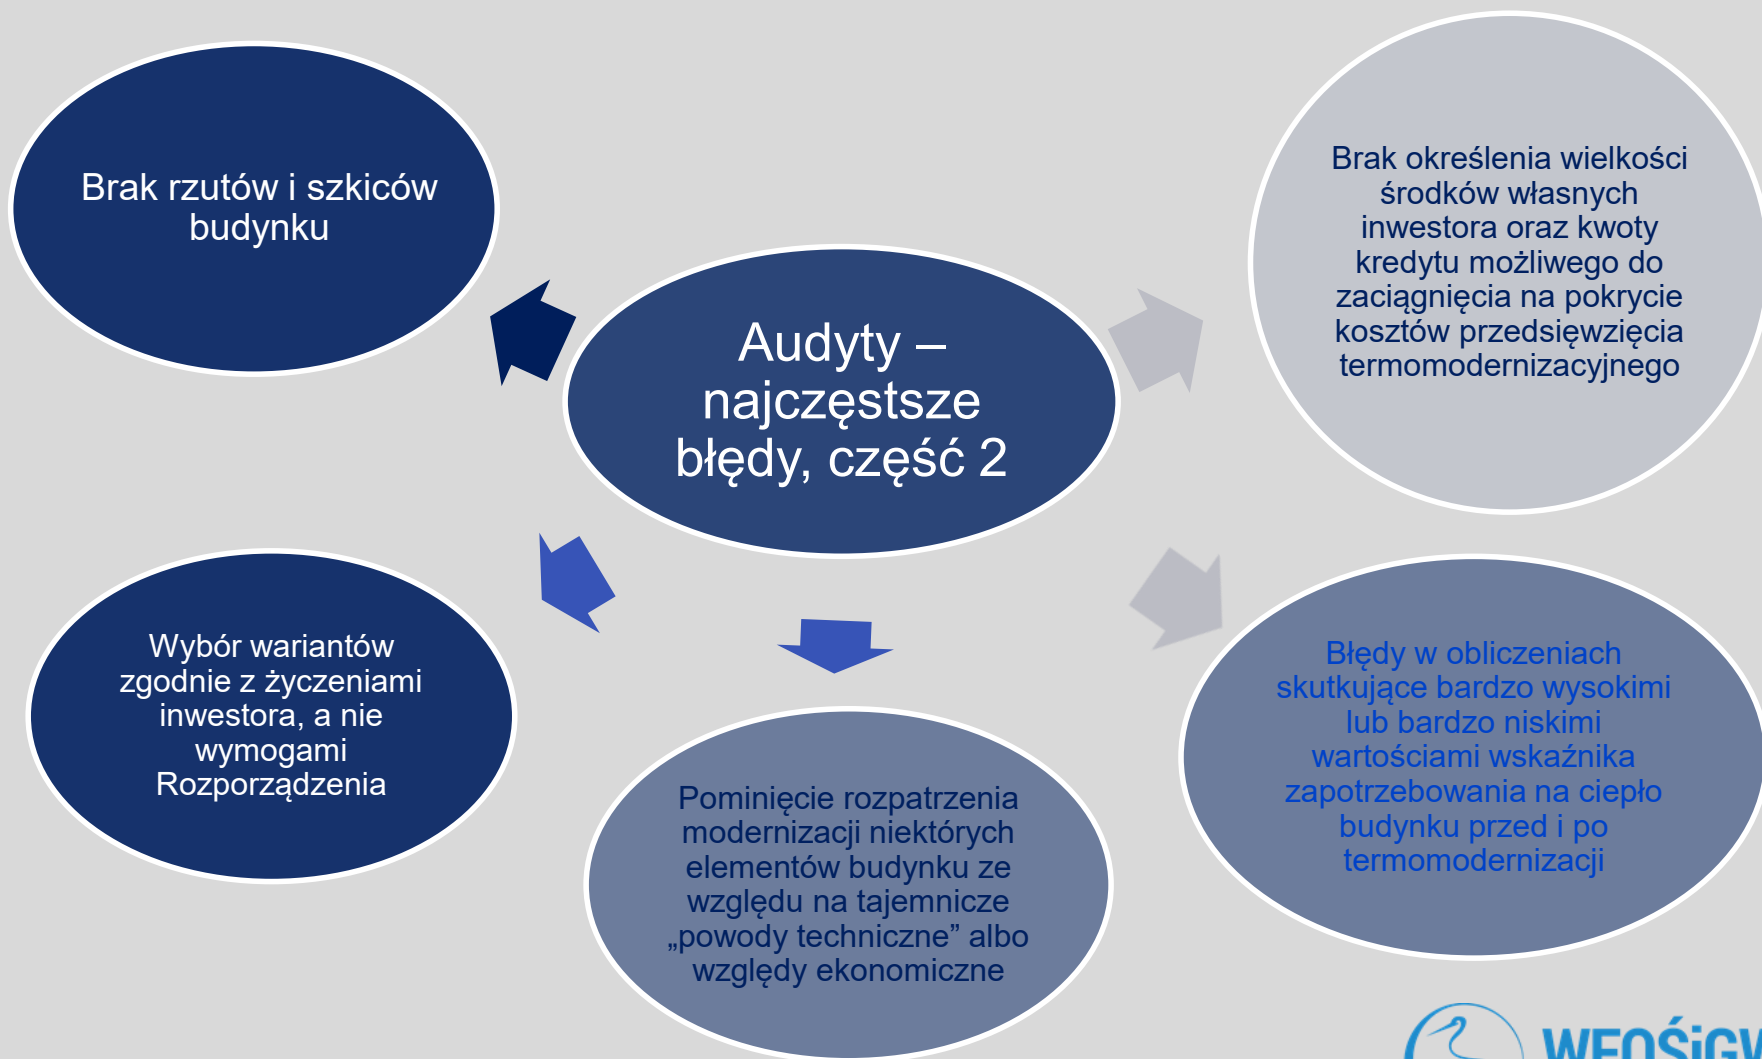 Brak rzutów i szkiców
budynku
Brak określenia wielkości
środków własnych
inwestora oraz kwoty
kredytu możliwego do
zaciągnięcia na pokrycie
kosztów przedsięwzięcia
termomodernizacyjnego
Audyty –
najczęstsze
błędy, część 2
Wybór wariantów
zgodnie z życzeniami
inwestora, a nie
wymogami
Rozporządzenia
Pominięcie rozpatrzenia
modernizacji niektórych
elementów budynku ze
względu na tajemnicze
„powody techniczne” albo
względy ekonomiczne
Błędy w obliczeniach
skutkujące bardzo wysokimi
lub bardzo niskimi
wartościami wskaźnika
zapotrzebowania na ciepło
budynku przed i po
termomodernizacji
WFOŚiGW